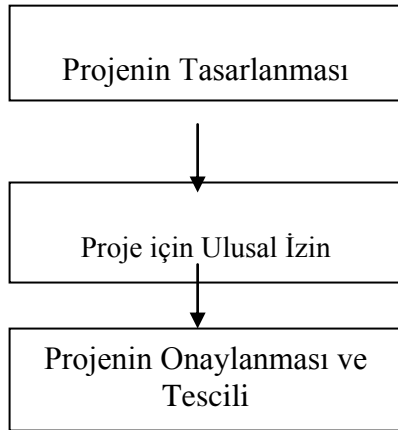 Projenin Tasarlanması
Proje için Ulusal İzin
Projenin Onaylanması ve
Tescili